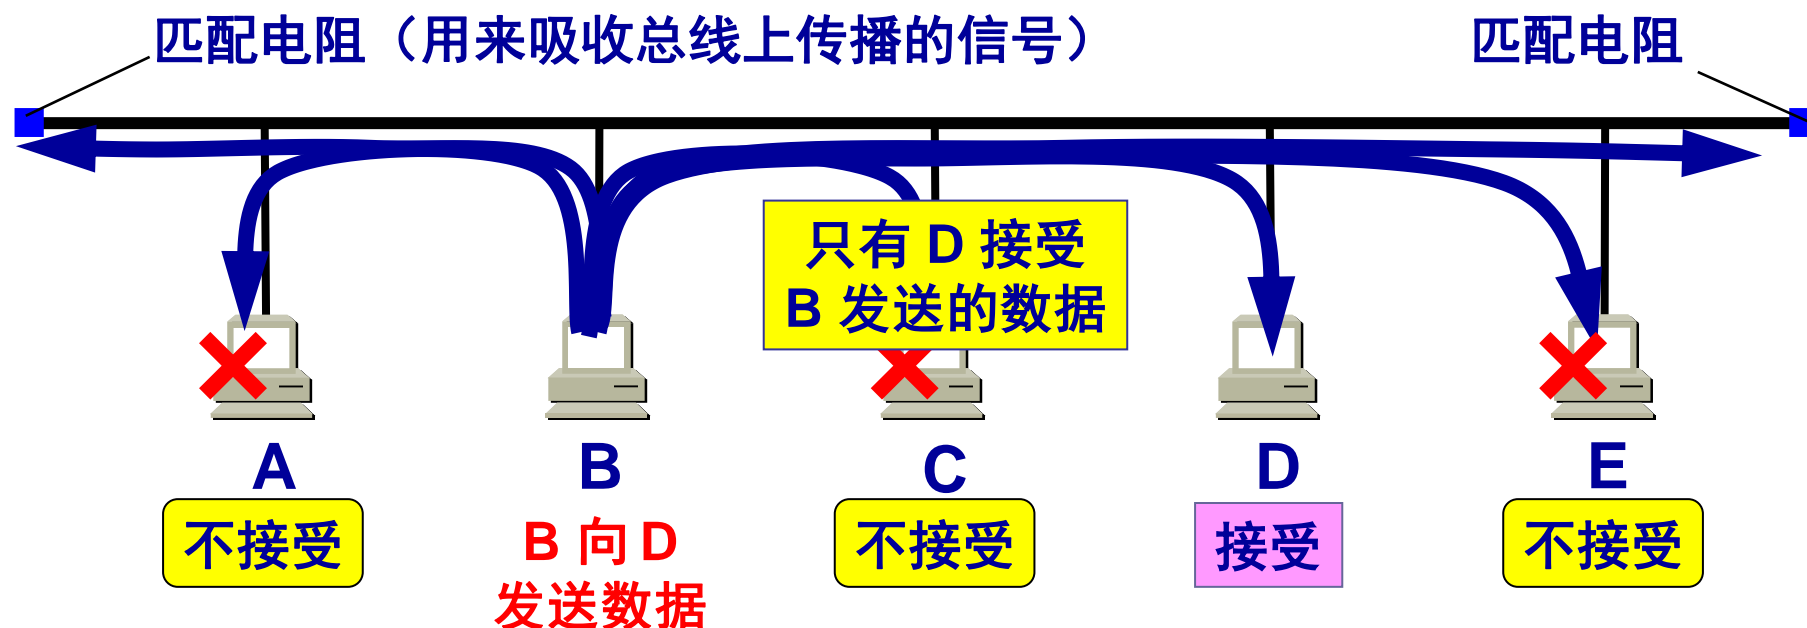 匹配电阻（用来吸收总线上传播的信号）
匹配电阻
只有 D 接受
B 发送的数据
A
B
C
D
E
不接受
B 向 D
发送数据
不接受
接受
不接受